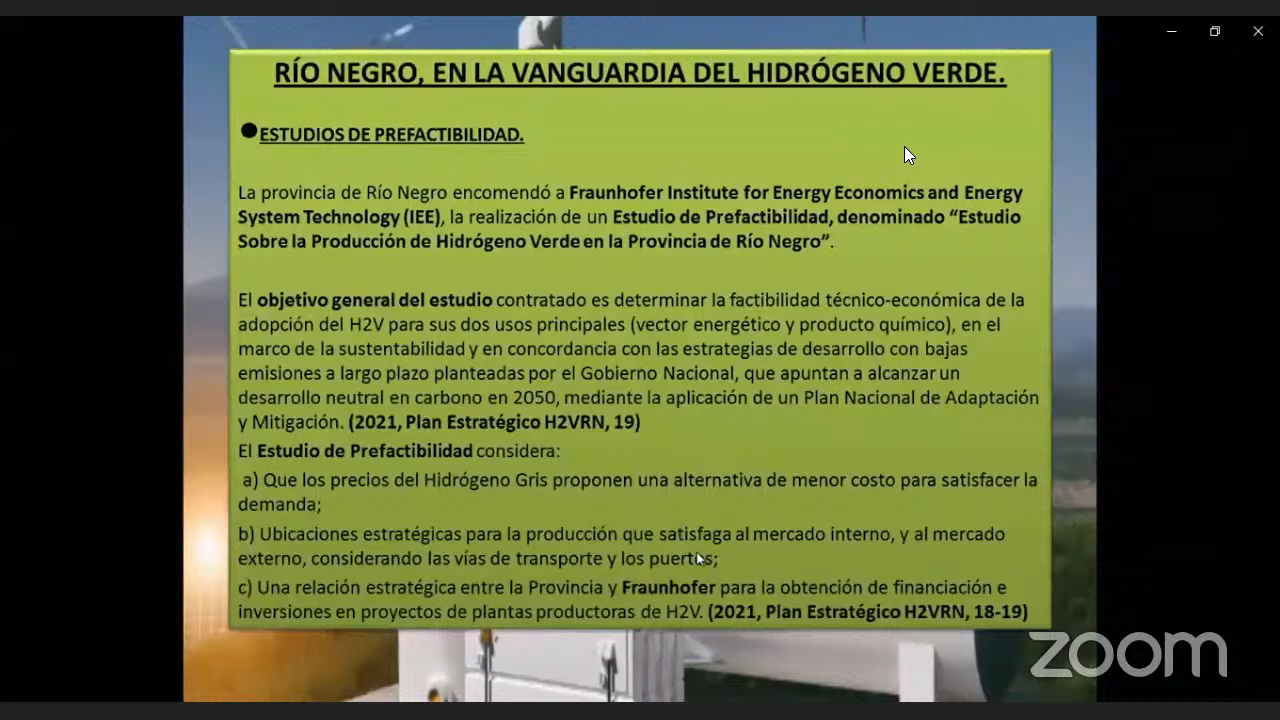 RÍO NEGRO, EN LA VANGUARDIA DEL HIDRÓGENO VERDE.
●ESTUDIOS DE PREFACTIBILIDAD.
La provincia de Río Negro encomendó a Fraunhofer Institute for Energy Economics and Energy
System Technology (IEE), la realización de un Estudio de Prefactibilidad, denominado “Estudio
Sobre la Producción de Hidrógeno Verde en la Provincia de Río Negro”.
El objetivo general del estudio contratado es determinar la factibilidad técnico-económica de la
adopción del H2V para sus dos usos principales (vector energético y producto químico), en el
marco de la sustentabilidad y en concordancia con las estrategias de desarrollo con bajas
emisiones a largo plazo planteadas por el Gobierno Nacional, que apuntan a alcanzar un
desarrollo neutral en carbono en 2050, mediante la aplicación de un Plan Nacional de Adaptación
y Mitigación. (2021, Plan Estratégico H2VRN, 19)
El Estudio de Prefactibilidad considera:
a) Que los precios del Hidrógeno Gris proponen una alternativa de menor costo para satisfacer la
demanda;
b) Ubicaciones estratégicas para la producción que satisfaga al mercado interno, y al mercado
externo, considerando las vías de transporte y los puertos;
c) Una relación estratégica entre la Provincia y Fraunhofer para la obtención de financiación e
inversiones en proyectos de plantas productoras de H2V. (2021, Plan Estratégico H2VRN, 18-19)
zoom